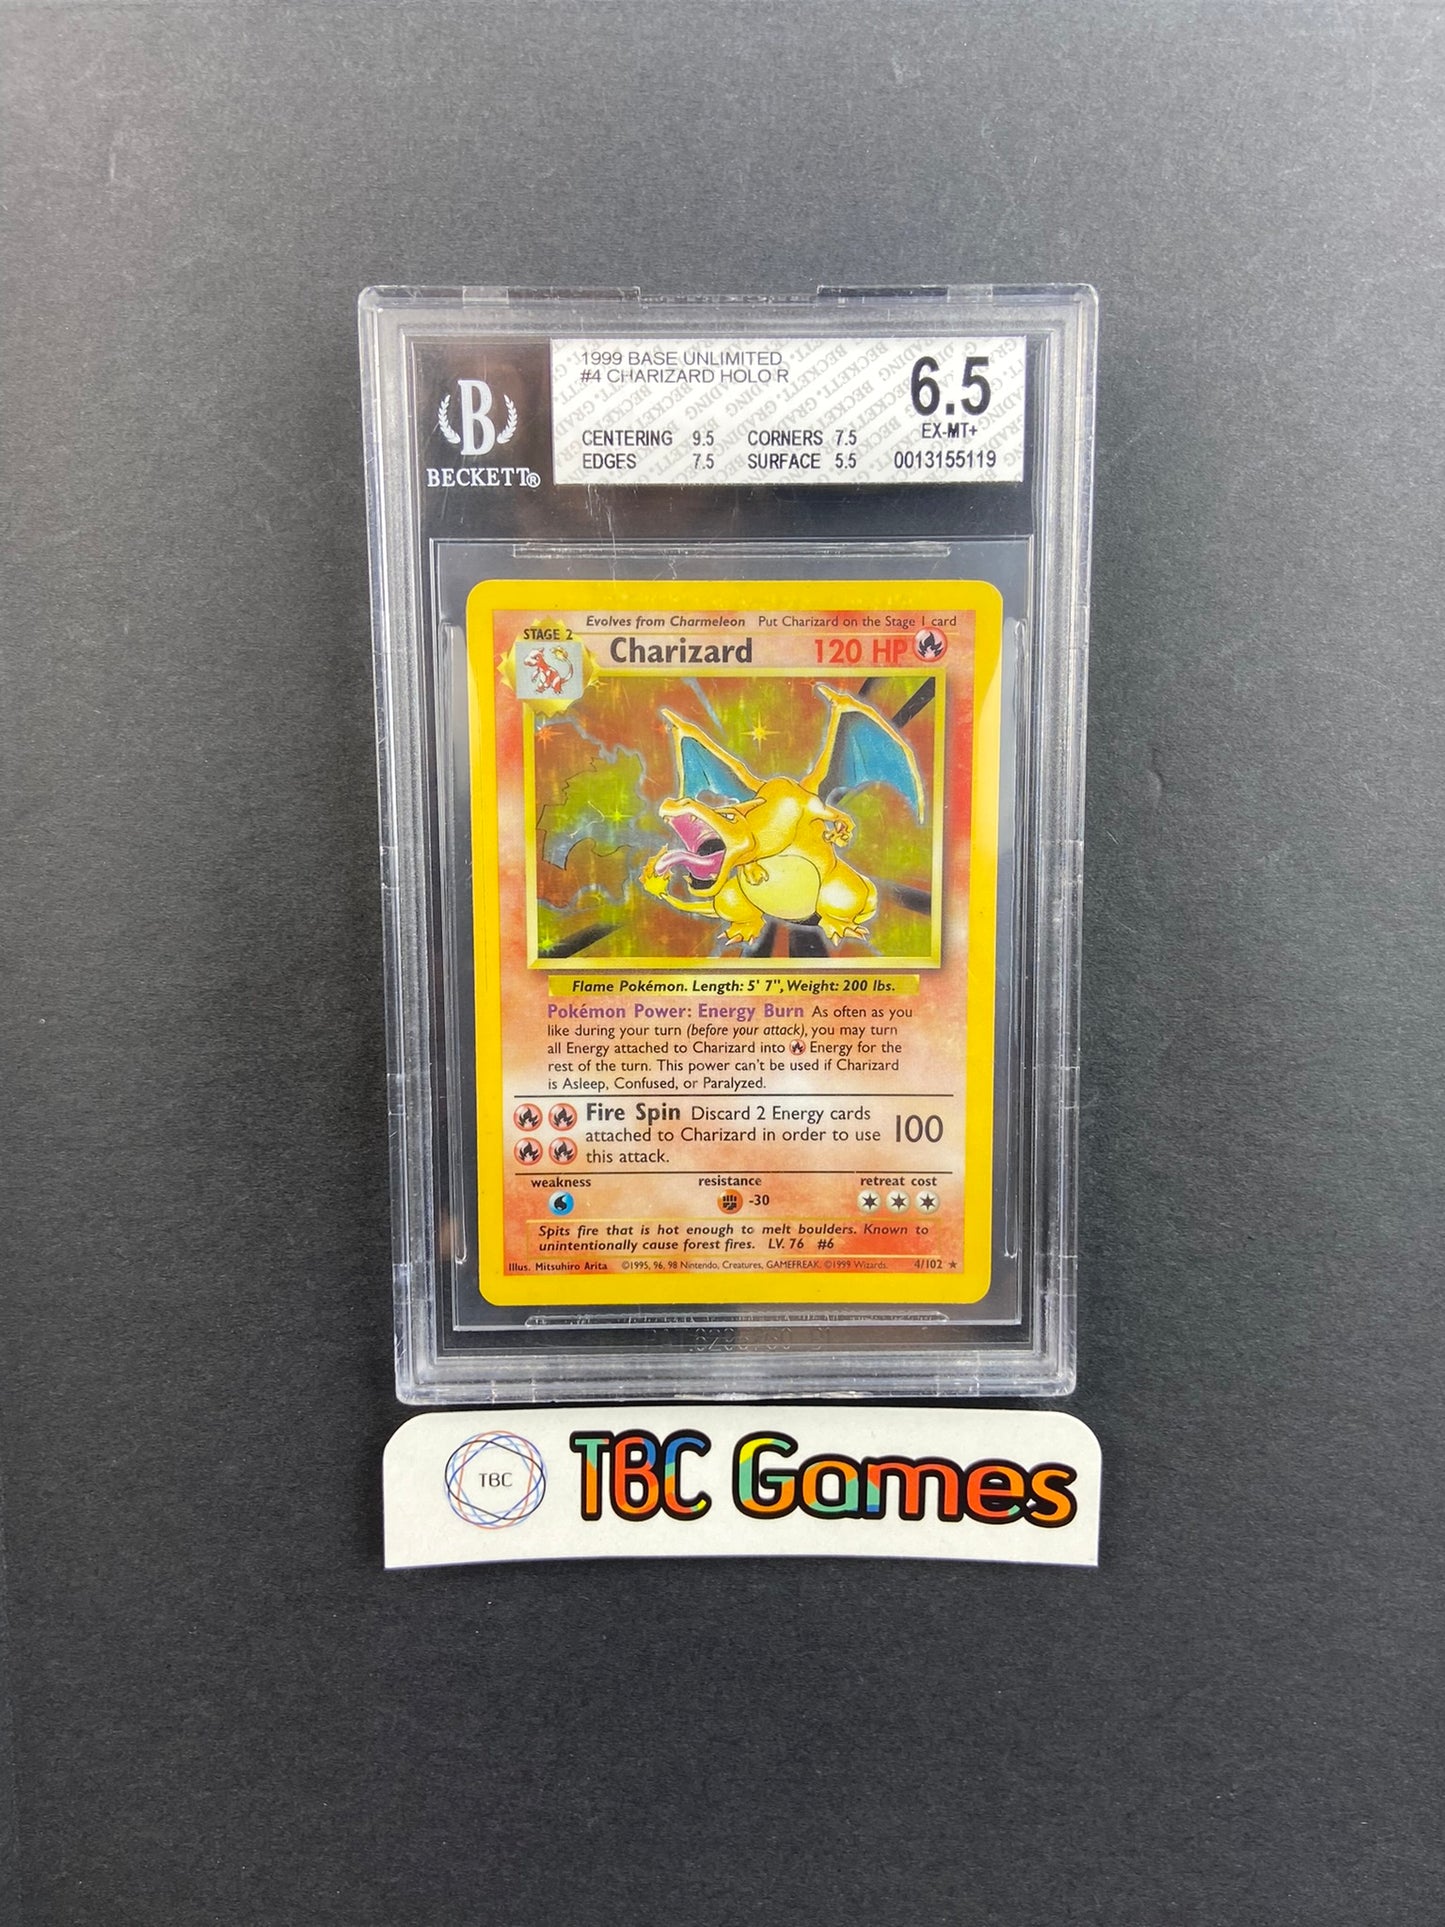 1999 BASE UNLIMITED
#4 CHARIZARD HOLO R
6.5
EX-MT+
CENTERING 9.5 CORNERS 7.5
EDGES 7.5 SURFACE 5.5
0013155119
B
BECKETT®
Evolves from Charmeleon Put Charizard on the Stage 1 card
STAGE 2
Charizard 120 HP
Flame Pokémon. Length: 5' 7", Weight: 200 lbs.
Pokémon Power: Energy Burn As often as you
like during your turn (before your attack), you may turn
all Energy attached to Charizard into Energy for the
rest of the turn. This power can't be used if Charizard
is Asleep, Confused, or Paralyzed.
Fire Spin Discard 2 Energy cards
attached to Charizard in order to use 100
this attack.
weakness resistance retreat cost
-30
Spits fire that is hot enough to melt boulders. Known to
unintentionally cause forest fires. LV. 76 #6
Illus. Mitsuhiro Arita ©1995, 96, 98 Nintendo, Creatures, GAMEFREAK. ©1999 Wizards. 4/102 ★
TBC
TBC Games